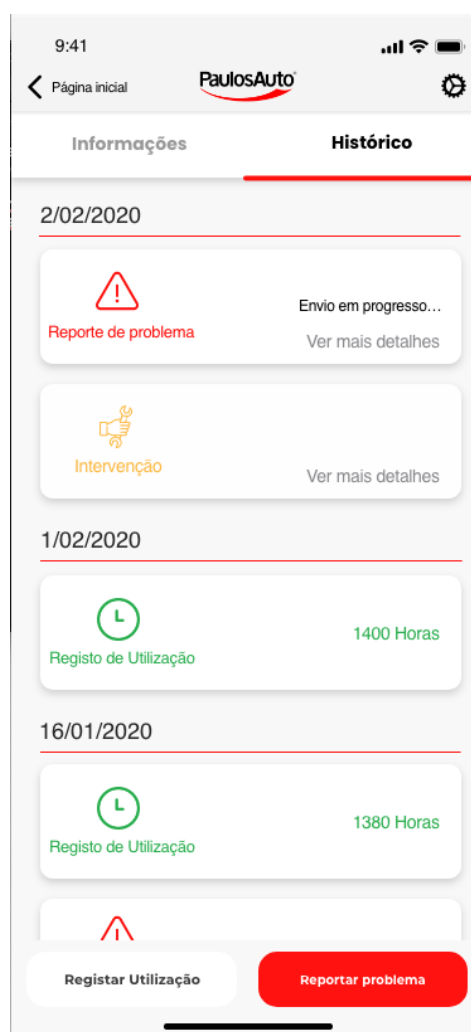 9:41
Página inicial
PaulosAuto
Informações
Histórico
2/02/2020
Envio em progresso...
Reporte de problema
Ver mais detalhes
Intervenção
Ver mais detalhes
1/02/2020
1400 Horas
Registo de Utilização
16/01/2020
1380 Horas
Registo de Utilização
Registar Utilização
Reportar problema